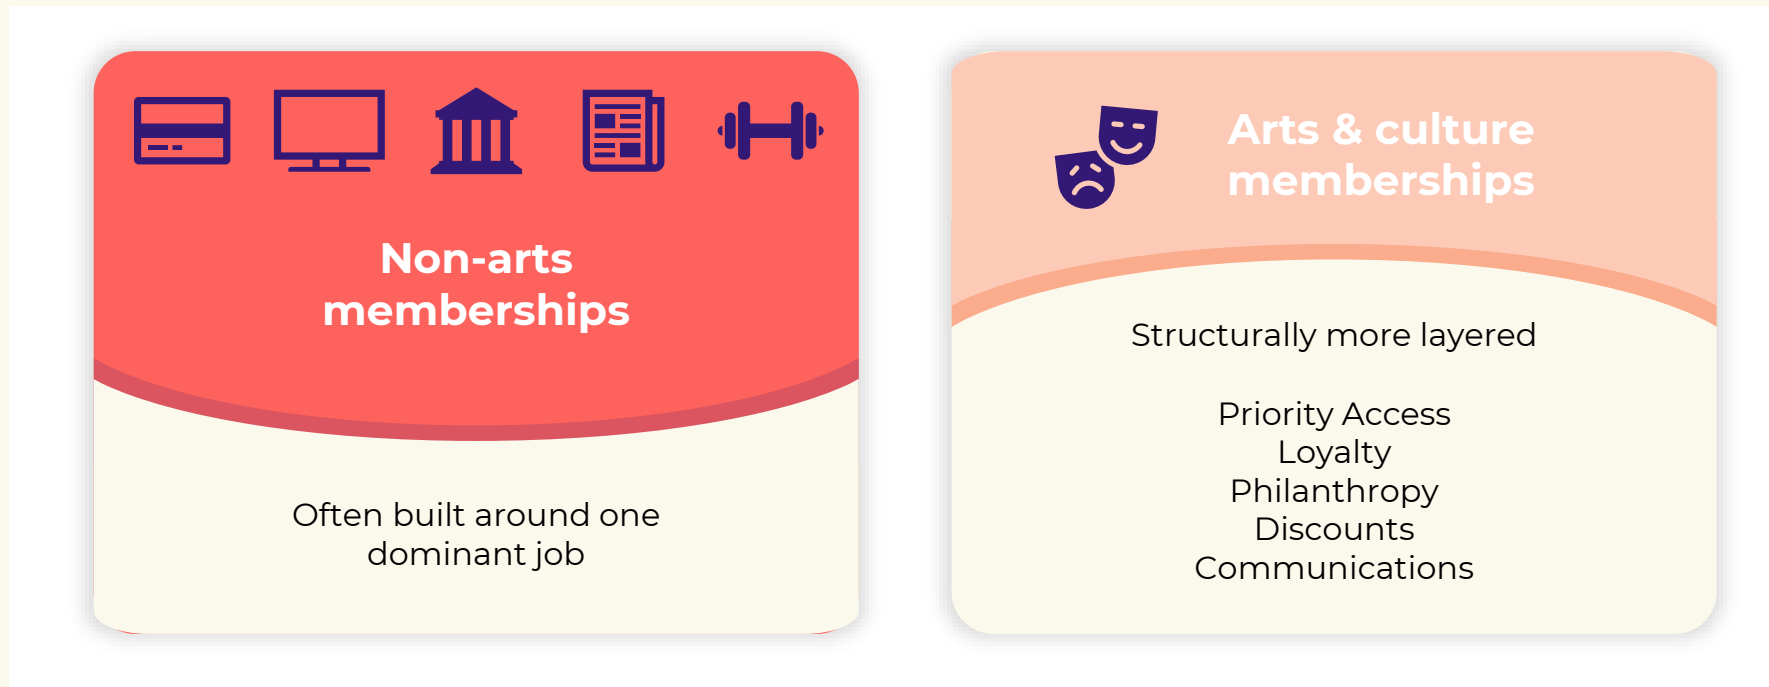 Non-arts
memberships
Often built around one
dominant job
Arts & culture
memberships
Structurally more layered
Priority Access
Loyalty
Philanthropy
Discounts
Communications